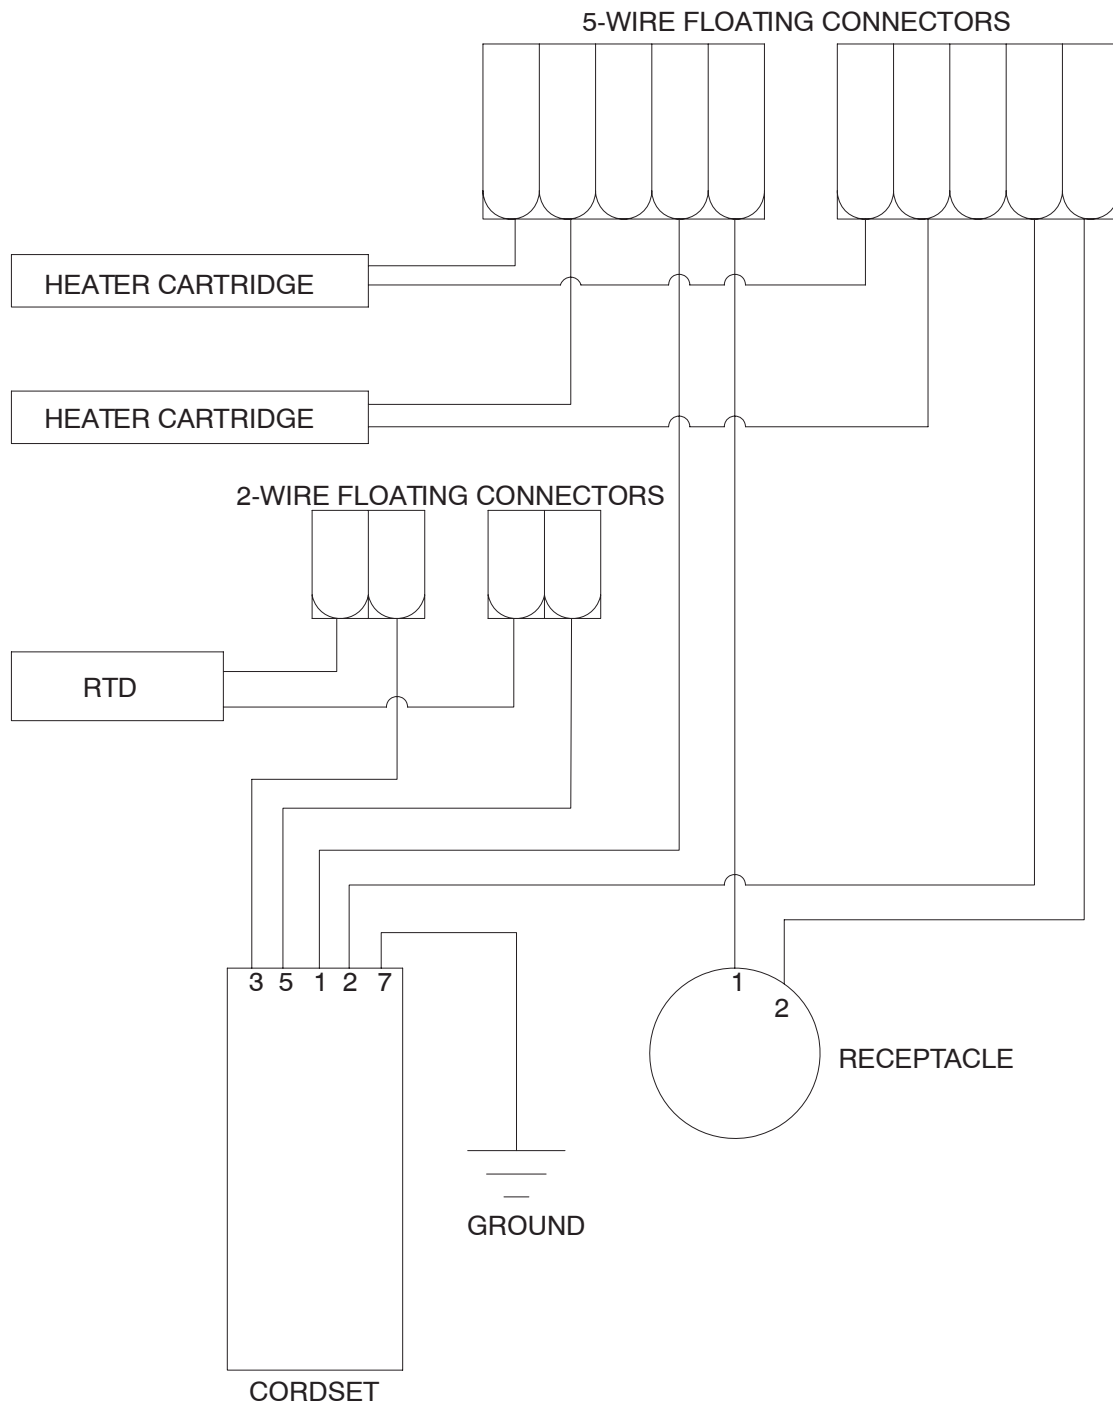 5-WIRE FLOATING CONNECTORS
HEATER CARTRIDGE
HEATER CARTRIDGE
2-WIRE FLOATING CONNECTORS
RTD
3 5 1 2 7
1
2
RECEPTACLE
GROUND
CORDSET